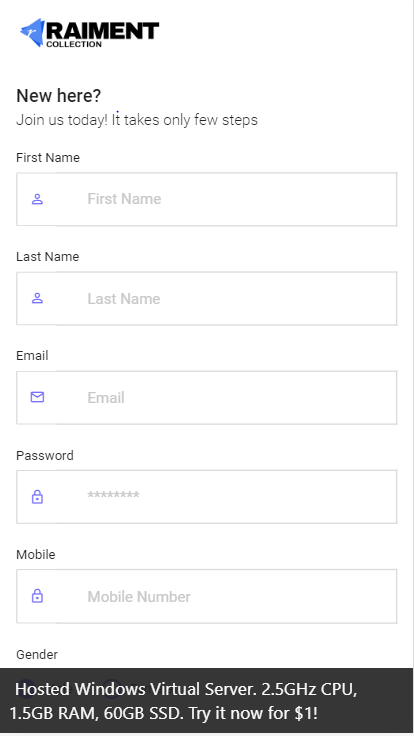 RAIMENT
COLLECTION
New here?
Join us today! It takes only few steps
First Name
First Name
Last Name
Last Name
Email
Email
Password
********
Mobile
Mobile Number
Gender
Hosted Windows Virtual Server. 2.5GHz CPU,
1.5GB RAM, 60GB SSD. Try it now for $1!